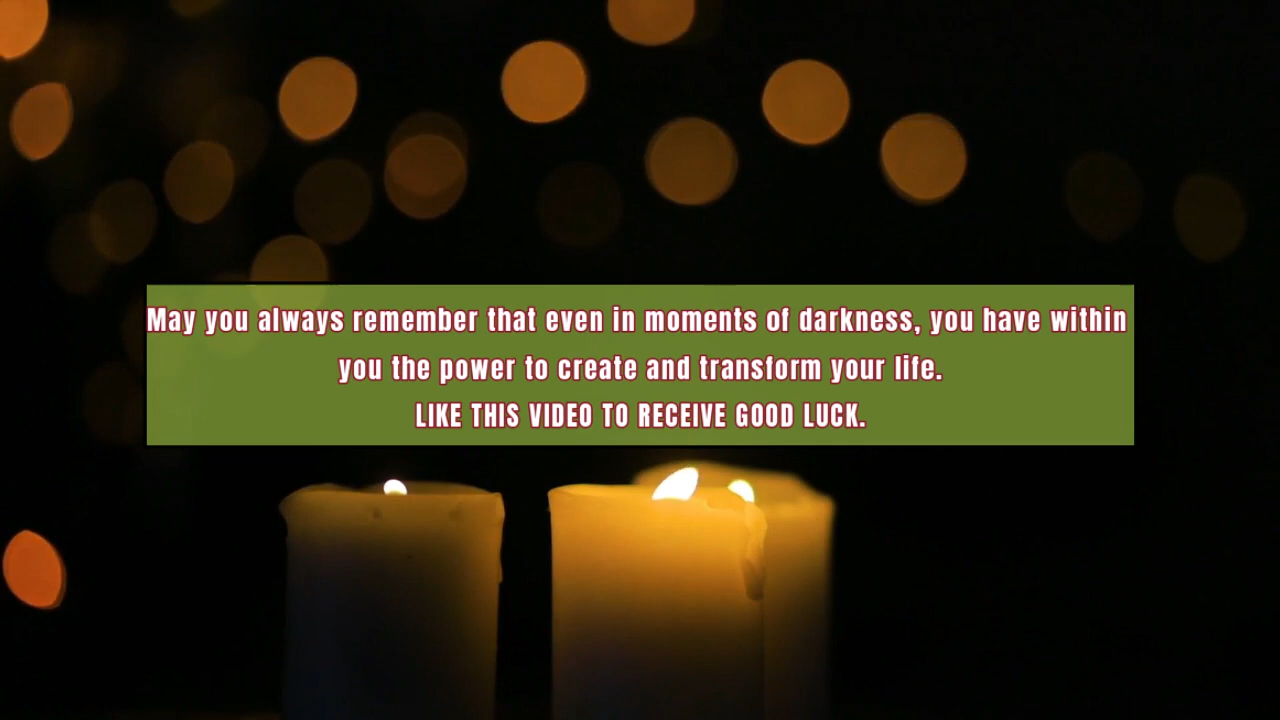 May you always remember that even in moments of darkness, you have within
you the power to create and transform your life.
LIKE THIS VIDEO TO RECEIVE GOOD LUCK.